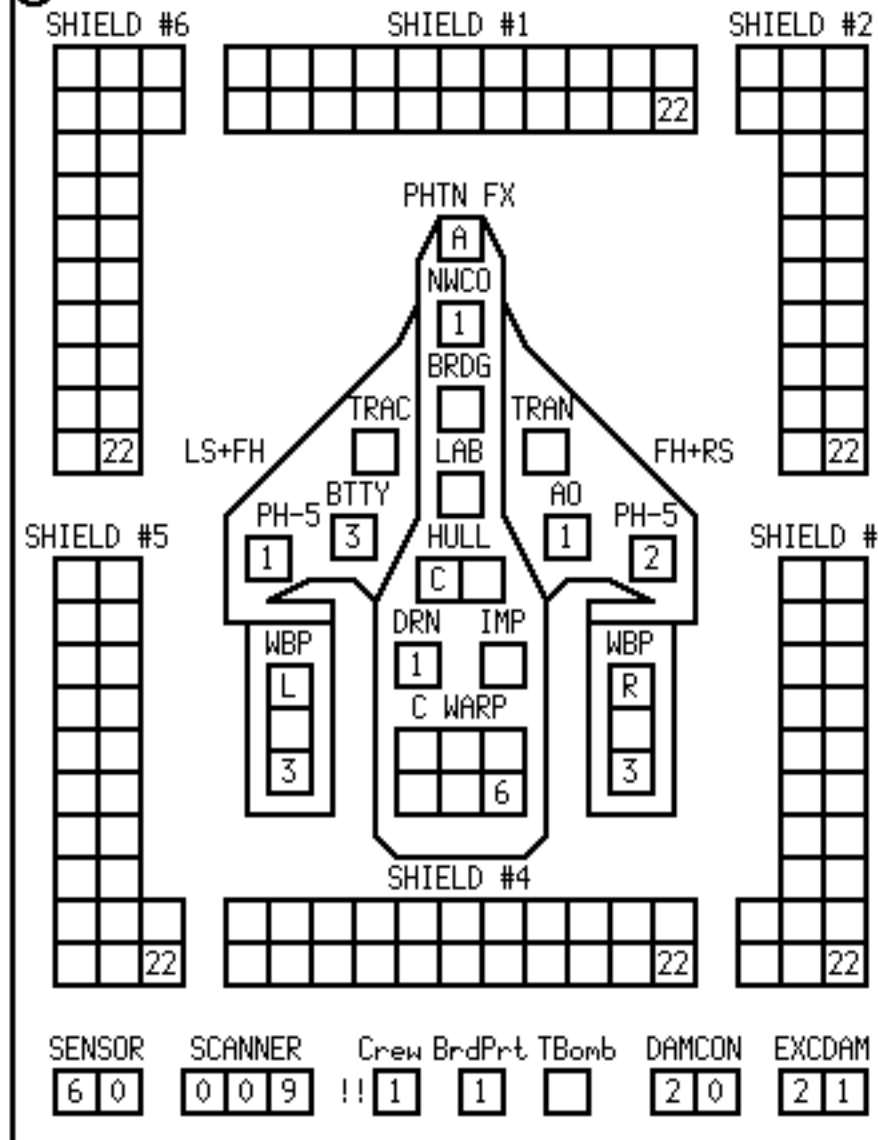 SHIELD #6 SHIELD #1 SHIELD #2
22
PHTN FX
A
NWCO
1
BRDG
TRAC TRAN
LS+FH LAB FH+RS
22 22
BTTY AO
PH-5 PH-5
3 1
SHIELD #5 HULL SHIELD #
1 2
C
DRN IMP
WBP WBP
1
L R
C WARP
3 6 3
SHIELD #4
22 22 22
SENSOR SCANNER Crew BrdPrt TBomb DAMCON EXCDAM
6 0 0 0 9 !! 1 1 2 0 2 1